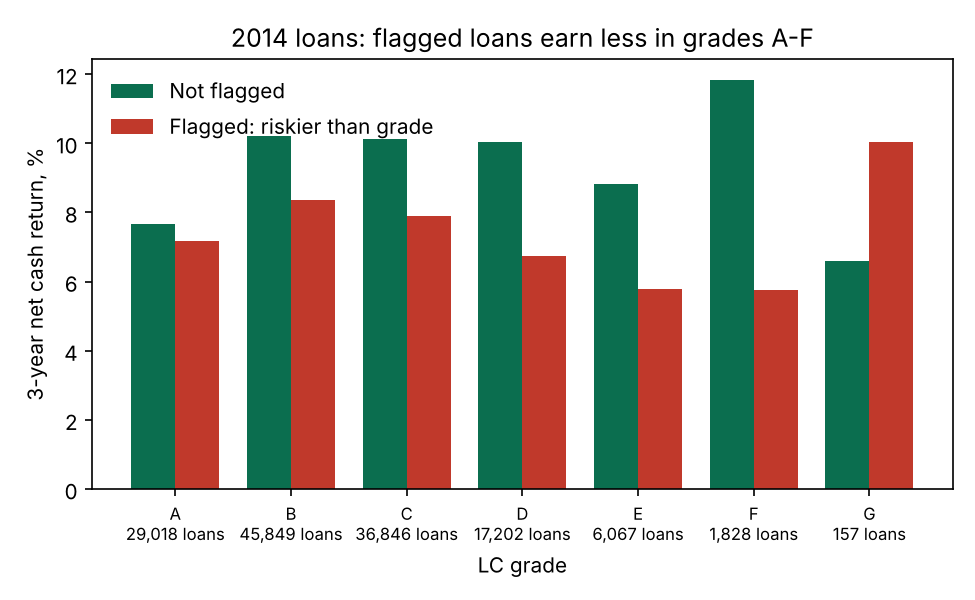 2014 loans: flagged loans earn less in grades A-F
Not flagged
Flagged: riskier than grade
3-year net cash return, %
12
10
8
6
4
2
0
A B C D E F G
29,018 loans 45,849 loans 36,846 loans 17,202 loans 6,067 loans 1,828 loans 157 loans
LC grade